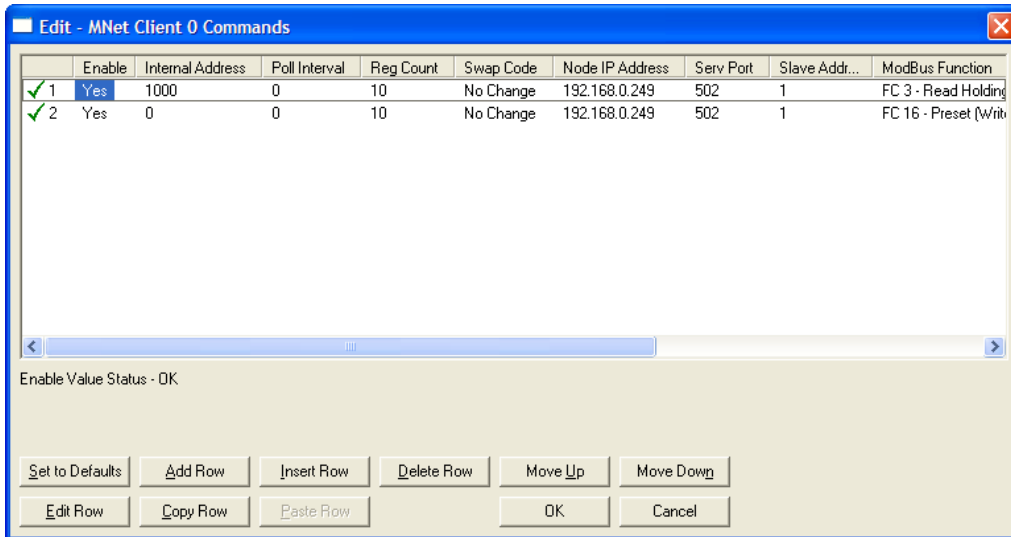 Edit - MNet Client 0 Commands
Enable Internal Address Poll Interval Reg Count Swap Code Node IP Address Serv Port Slave Addr... ModBus Function
1 Yes 1000 0 10 No Change 192.168.0.249 502 1 FC 3 - Read Holding
2 Yes 0 0 10 No Change 192.168.0.249 502 1 FC 16 - Preset (Writ
Enable Value Status - OK
Set to Defaults Add Row Insert Row Delete Row Move Up Move Down
Edit Row Copy Row Paste Row OK Cancel